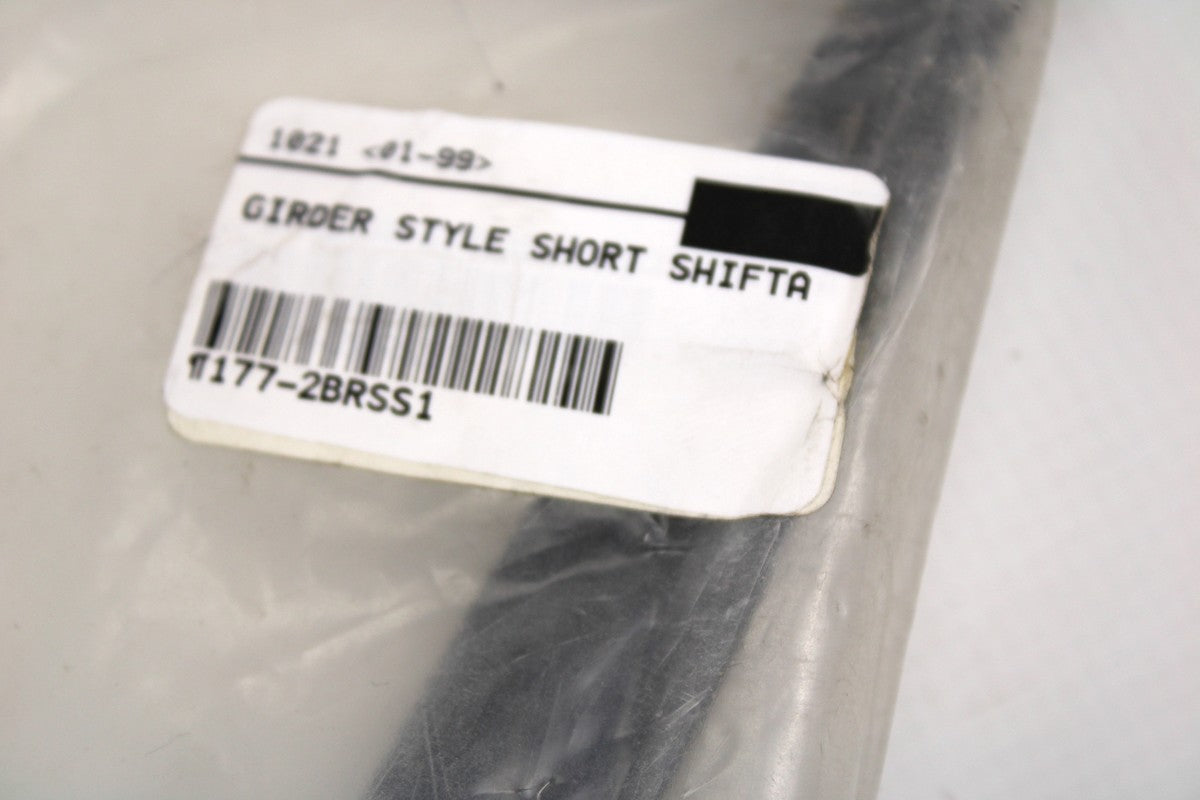 1021 <01-99>
GIRDER STYLE SHORT SHIFTA
¶177-2BRSS1